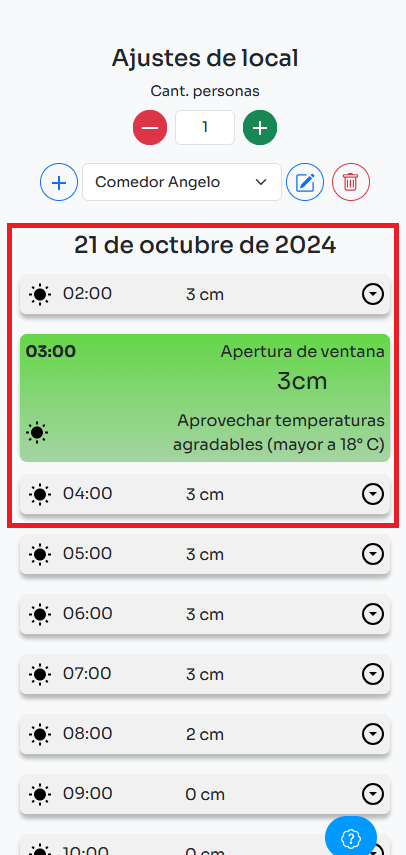 Ajustes de local
Cant. personas
1
Comedor Angelo
21 de octubre de 2024
02:00 3 cm
03:00 Apertura de ventana
3cm
Aprovechar temperaturas
agradables (mayor a 18° C)
04:00 3 cm
05:00 3 cm
06:00 3 cm
07:00 3 cm
08:00 2 cm
09:00 0 cm
10:00 0 cm